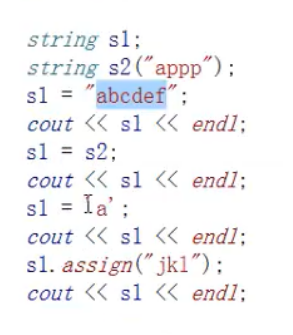 string s1;
string s2("appp");
s1 = "abcdef";
cout << s1 << endl;
s1 = s2;
cout << s1 << endl;
s1 = 'a';
cout << s1 << endl;
s1.assign("jkl");
cout << s1 << endl;